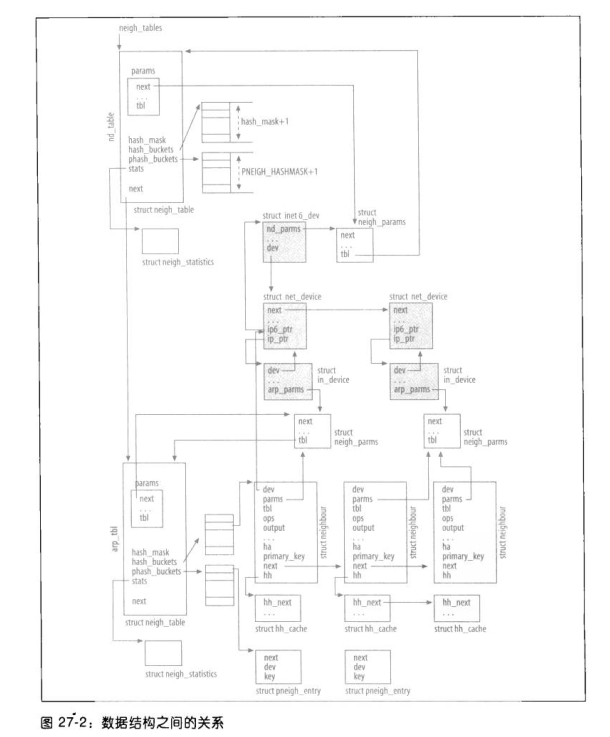 neigh_tables
params
next
...
tbl
nd_table
hash_mask
hash_buckets
phash_buckets
stats
next
struct neigh_table
hash_mask+1
PNEIGH_HASHMASK+1
struct neigh_statistics
struct inet6_dev
nd_parms
...
dev
struct
neigh_params
next
...
tbl
struct net_device
next
...
ip6_ptr
ip_ptr
struct net_device
next
...
ip6_ptr
ip_ptr
dev
...
arp_parms
struct
in_device
dev
...
arp_parms
struct
in_device
next
...
tbl
struct
neigh_parms
next
...
tbl
struct
neigh_parms
params
next
...
tbl
arp_tbl
hash_mask
hash_buckets
phash_buckets
stats
next
struct neigh_table
struct neigh_statistics
dev
parms
tbl
ops
output
...
ha
primary_key
next
hh
struct neighbour
dev
parms
tbl
ops
output
...
ha
primary_key
next
hh
struct neighbour
dev
parms
tbl
ops
output
...
ha
primary_key
next
hh
struct neighbour
hh_next
...
struct hh_cache
hh_next
...
struct hh_cache
hh_next
...
struct hh_cache
next
dev
key
struct pneigh_entry
next
dev
key
struct pneigh_entry
图 27-2：数据结构之间的关系